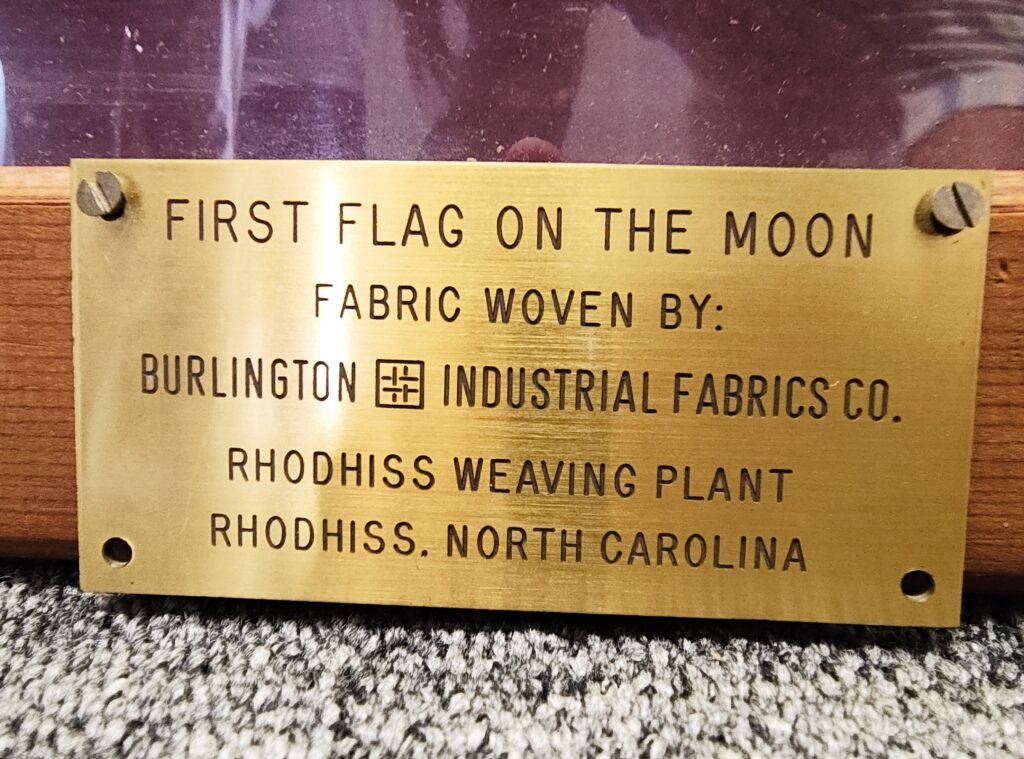 FIRST FLAG ON THE MOON
FABRIC WOVEN BY:
BURLINGTON INDUSTRIAL FABRICS CO.
RHODHISS WEAVING PLANT
RHODHISS, NORTH CAROLINA